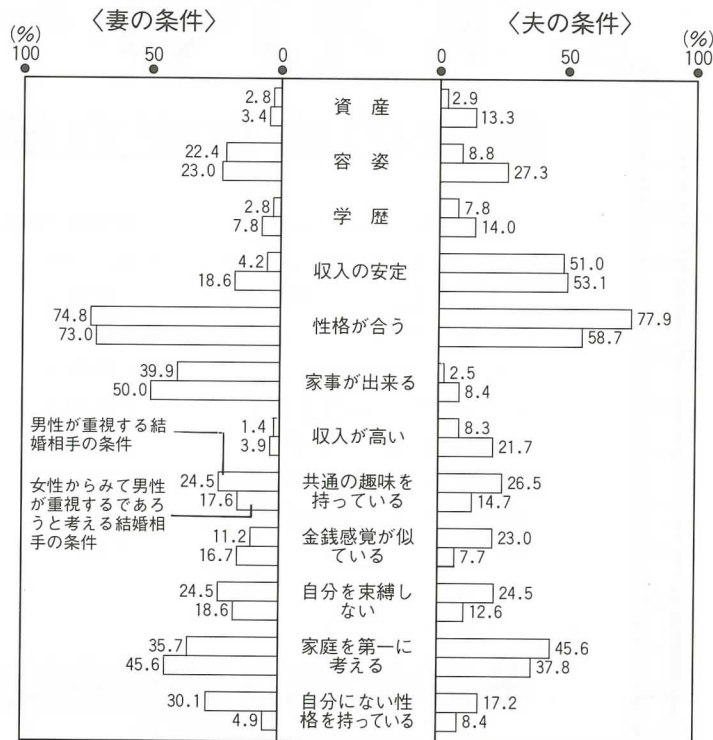 〈妻の条件〉 〈夫の条件〉
(%) (%)
100 50 0 0 50 100
2.8 資 産 2.9
3.4 13.3
22.4 容 姿 8.8
23.0 27.3
2.8 学 歴 7.8
7.8 14.0
4.2 収入の安定 51.0
18.6 53.1
74.8 性格が合う 77.9
73.0 58.7
39.9 家事が出来る 2.5
50.0 8.4
1.4 収入が高い 8.3
3.9 21.7
男性が重視する結
婚相手の条件
24.5 共通の趣味を 26.5
17.6 持っている 14.7
女性からみて男性
が重視するであろ
うと考える結婚相
手の条件
11.2 金銭感覚が似 23.0
16.7 ている 7.7
24.5 自分を束縛し 24.5
18.6 ない 12.6
35.7 家庭を第一に 45.6
45.6 考える 37.8
30.1 自分にない性 17.2
4.9 格を持っている 8.4